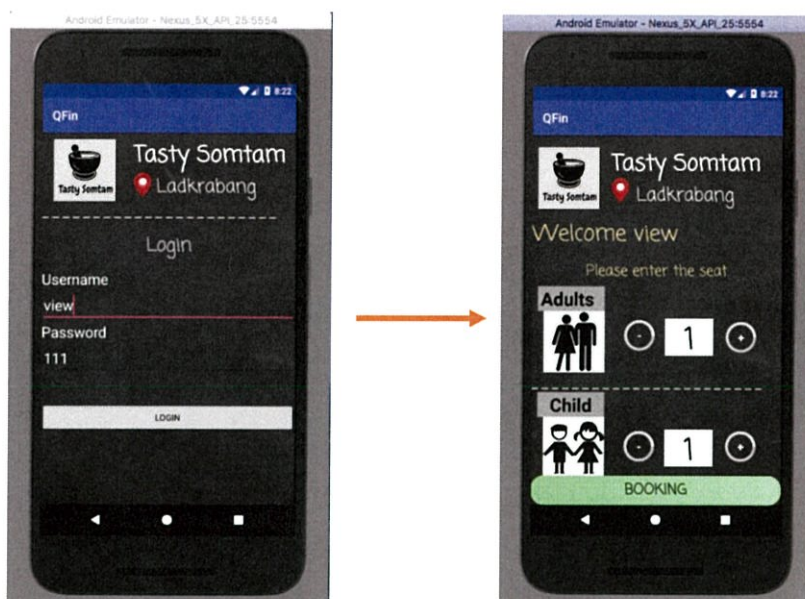 Android Emulator - Nexus_5X_API_25:5554
8:22
QFin
Tasty Somtam
Tasty Somtam
Ladkrabang
Login
Username
view
Password
111
LOGIN
Android Emulator - Nexus_5X_API_25:5554
8:22
QFin
Tasty Somtam
Tasty Somtam
Ladkrabang
Welcome view
Please enter the seat
Adults
- 1 +
Child
- 1 +
BOOKING